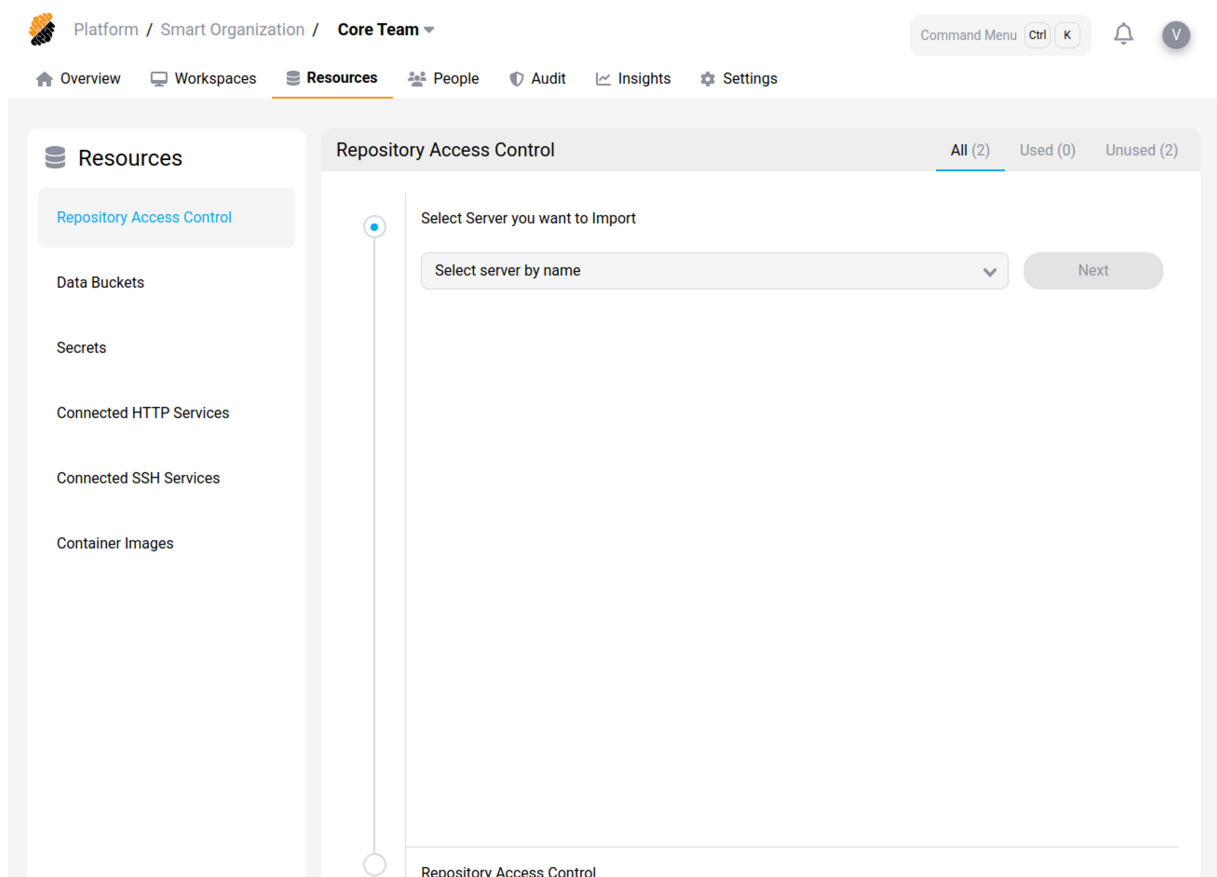 Platform / Smart Organization / Core Team
Command Menu Ctrl K
V
Overview Workspaces Resources People Audit Insights Settings
Resources
Repository Access Control
Data Buckets
Secrets
Connected HTTP Services
Connected SSH Services
Container Images
Repository Access Control
All (2) Used (0) Unused (2)
Select Server you want to Import
Select server by name
Next
Repository Access Control